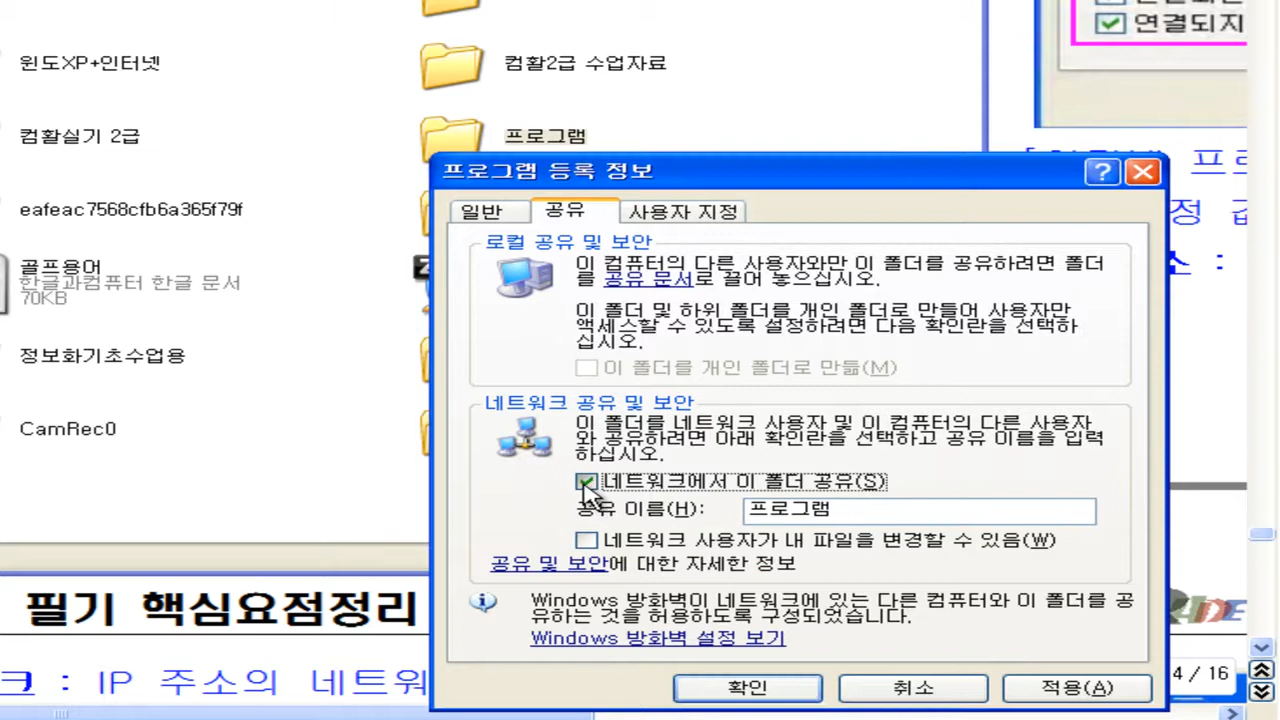 연결되지
윈도XP+인터넷
컴활2급 수업자료
컴활실기 2급
프로그램
eafeac7568cfb6a365f79f
골프용어
한글과컴퓨터 한글 문서
70KB
정보화기초수업용
CamRec0
프로그램 등록 정보
일반
공유
사용자 지정
로컬 공유 및 보안
이 컴퓨터의 다른 사용자와만 이 폴더를 공유하려면 폴더
를 공유 문서로 끌어 놓으십시오.
이 폴더 및 하위 폴더를 개인 폴더로 만들어 사용자만
액세스할 수 있도록 설정하려면 다음 확인란을 선택하
십시오.
이 폴더를 개인 폴더로 만듦(M)
네트워크 공유 및 보안
이 폴더를 네트워크 사용자 및 이 컴퓨터의 다른 사용자
와 공유하려면 아래 확인란을 선택하고 공유 이름을 입력
하십시오.
네트워크에서 이 폴더 공유(S)
공유 이름(H):
프로그램
네트워크 사용자가 내 파일을 변경할 수 있음(W)
공유 및 보안에 대한 자세한 정보
Windows 방화벽이 네트워크에 있는 다른 컴퓨터와 이 폴더를 공
유하는 것을 허용하도록 구성되었습니다.
Windows 방화벽 설정 보기
확인
취소
적용(A)
정 값
:
필기 핵심요점정리
크 : IP 주소의 네트워
4 / 16